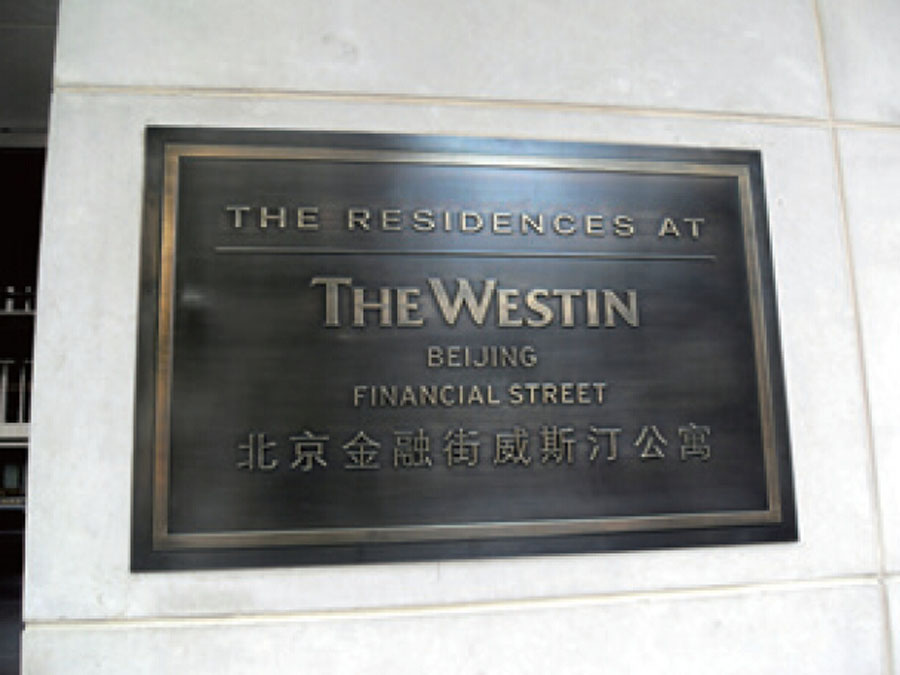 THE RESIDENCES AT
THE WESTIN
BEIJING
FINANCIAL STREET
北京金融街威斯汀公寓